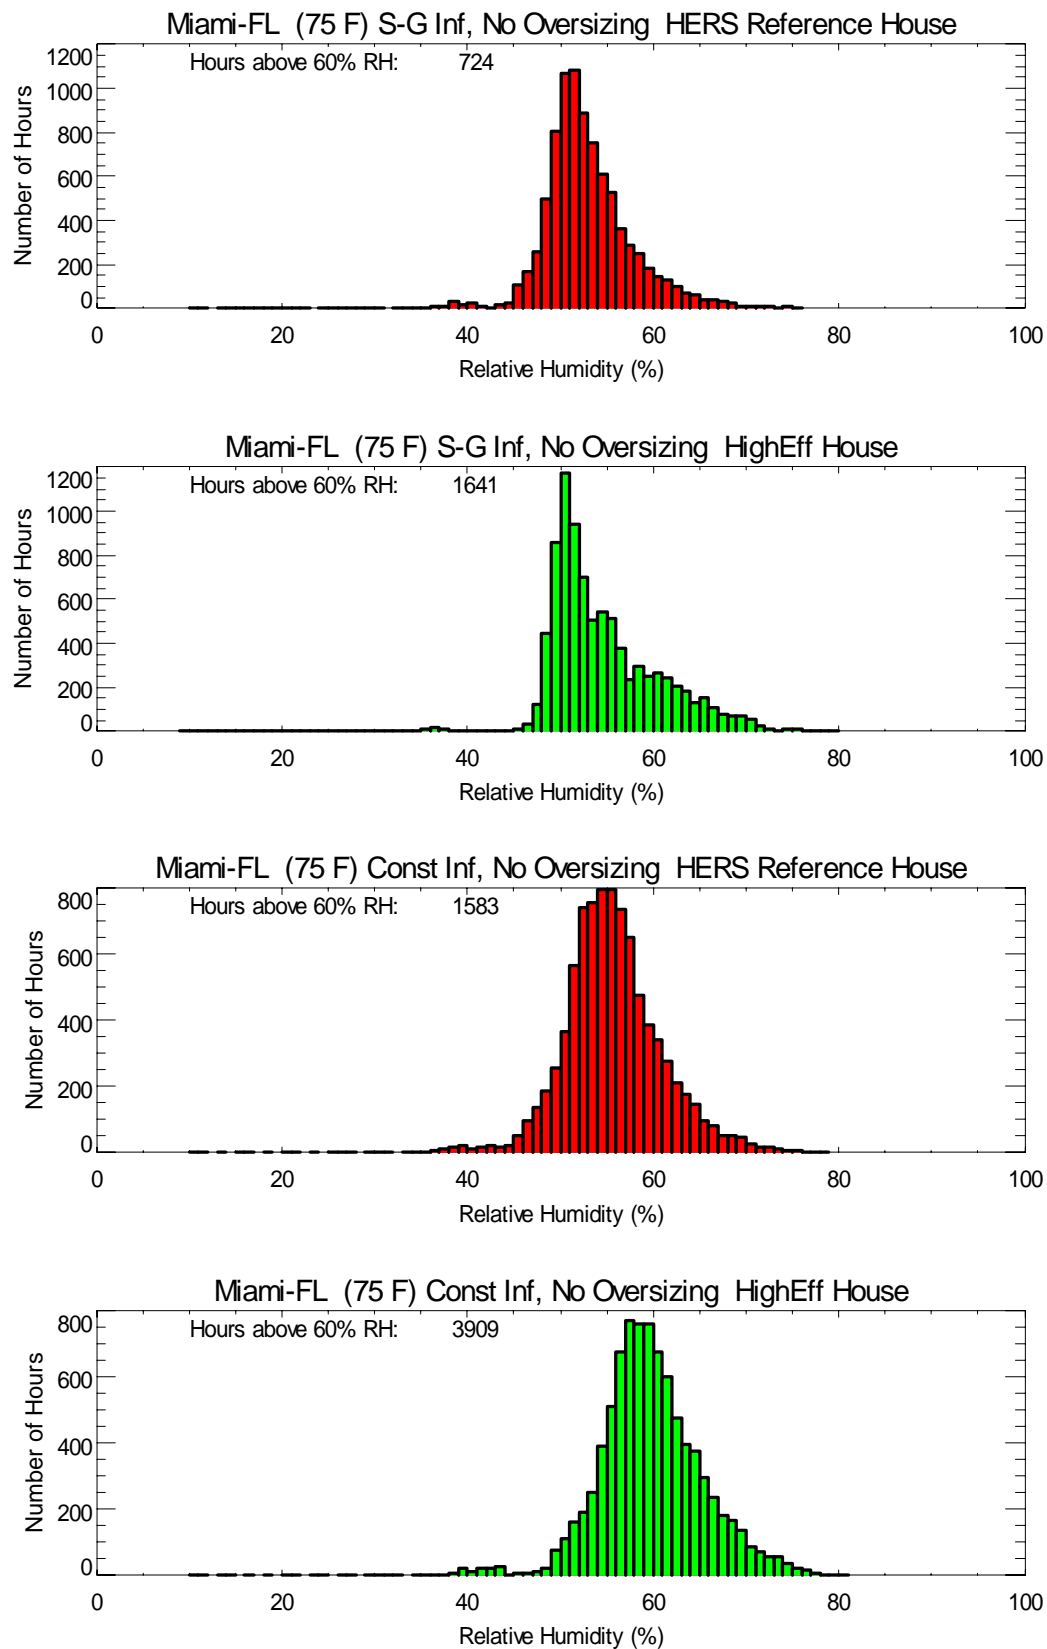 Miami-FL (75 F) S-G Inf, No Oversizing HERS Reference House
Hours above 60% RH: 724
1200
1000
800
600
400
200
0
Number of Hours
0 20 40 60 80 100
Relative Humidity (%)
Miami-FL (75 F) S-G Inf, No Oversizing HighEff House
Hours above 60% RH: 1641
1200
1000
800
600
400
200
0
Number of Hours
0 20 40 60 80 100
Relative Humidity (%)
Miami-FL (75 F) Const Inf, No Oversizing HERS Reference House
Hours above 60% RH: 1583
800
600
400
200
0
Number of Hours
0 20 40 60 80 100
Relative Humidity (%)
Miami-FL (75 F) Const Inf, No Oversizing HighEff House
Hours above 60% RH: 3909
800
600
400
200
0
Number of Hours
0 20 40 60 80 100
Relative Humidity (%)